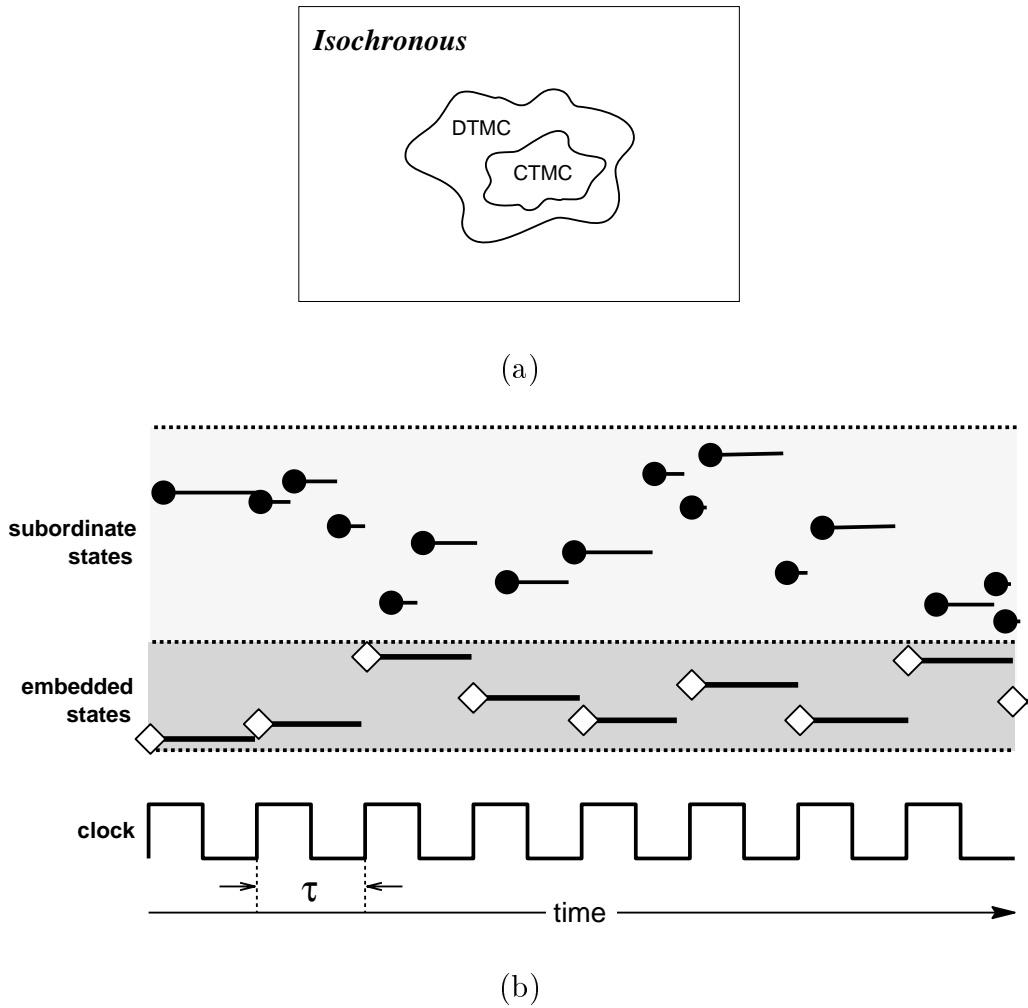 Isochronous
DTMC
CTMC
(a)
subordinate
states
embedded
states
clock
τ
time
(b)